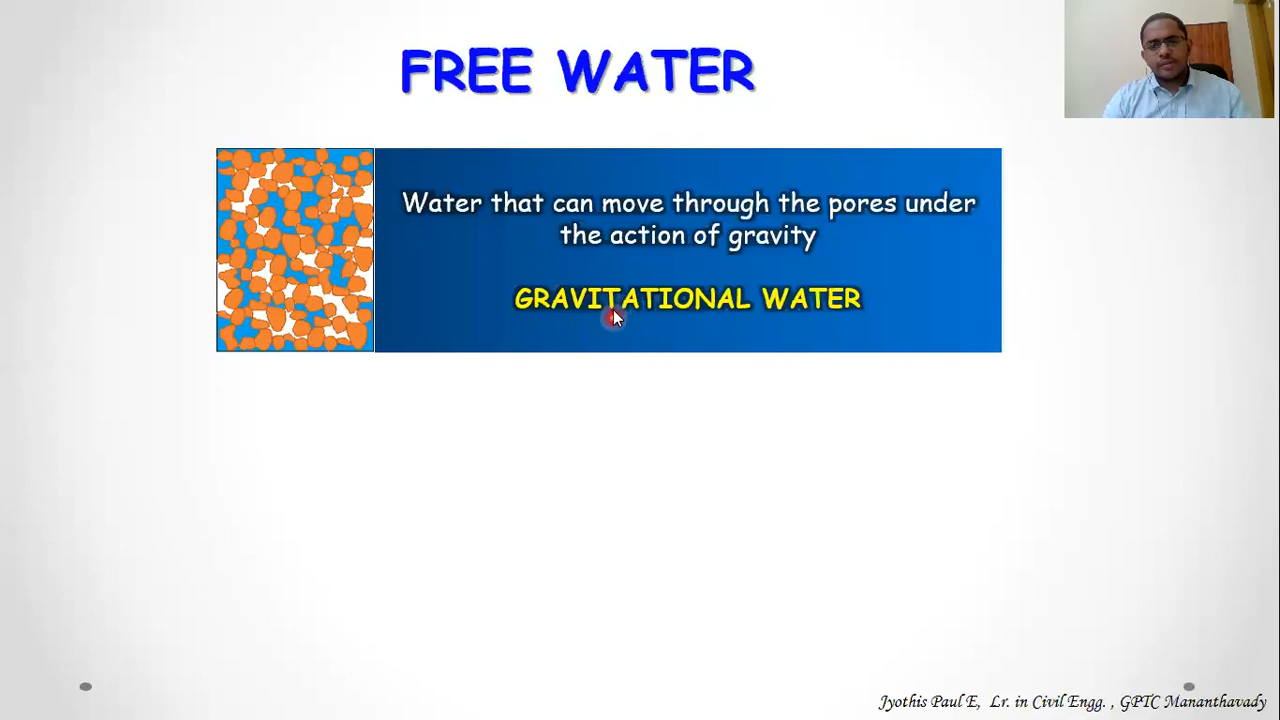 FREE WATER
Water that can move through the pores under
the action of gravity
GRAVITATIONAL WATER
Jyothis Paul E, Lr. in Civil Engg. , GPTC Mananthavady